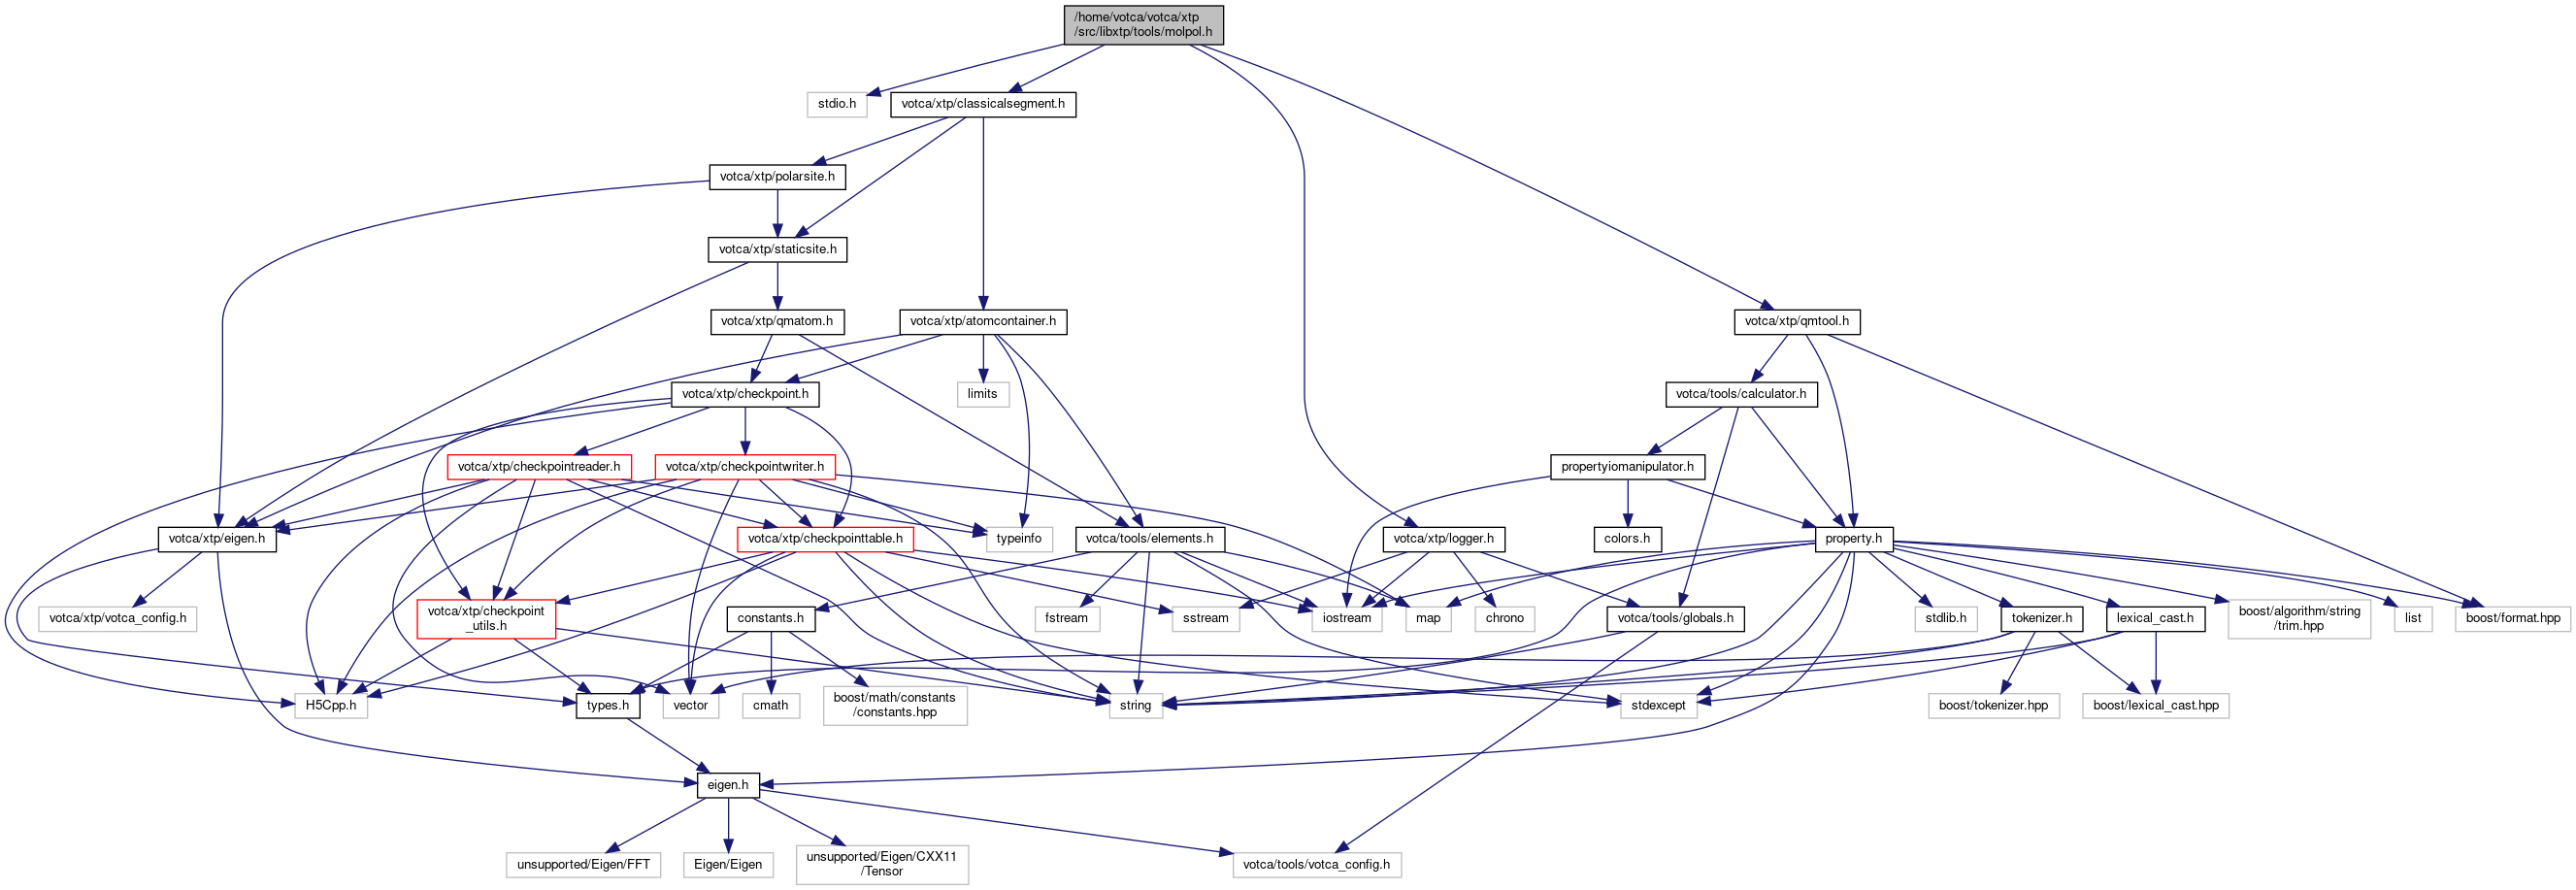 /home/votca/votca/xtp
/src/libxtp/tools/molpol.h
stdio.h
votca/xtp/classicalsegment.h
votca/xtp/polarsite.h
votca/xtp/staticsite.h
votca/xtp/qmatom.h
votca/xtp/atomcontainer.h
votca/xtp/qmtool.h
votca/xtp/checkpoint.h
limits
votca/tools/calculator.h
votca/xtp/checkpointreader.h
votca/xtp/checkpointwriter.h
propertyiomanipulator.h
votca/xtp/eigen.h
votca/xtp/checkpointtable.h
typeinfo
votca/tools/elements.h
votca/xtp/logger.h
colors.h
property.h
votca/xtp/votca_config.h
votca/xtp/checkpoint
_utils.h
constants.h
fstream
sstream
iostream
map
chrono
votca/tools/globals.h
stdlib.h
tokenizer.h
lexical_cast.h
boost/algorithm/string
/trim.hpp
list
boost/format.hpp
H5Cpp.h
types.h
vector
cmath
boost/math/constants
/constants.hpp
string
stdexcept
boost/tokenizer.hpp
boost/lexical_cast.hpp
eigen.h
unsupported/Eigen/FFT
Eigen/Eigen
unsupported/Eigen/CXX11
/Tensor
votca/tools/votca_config.h